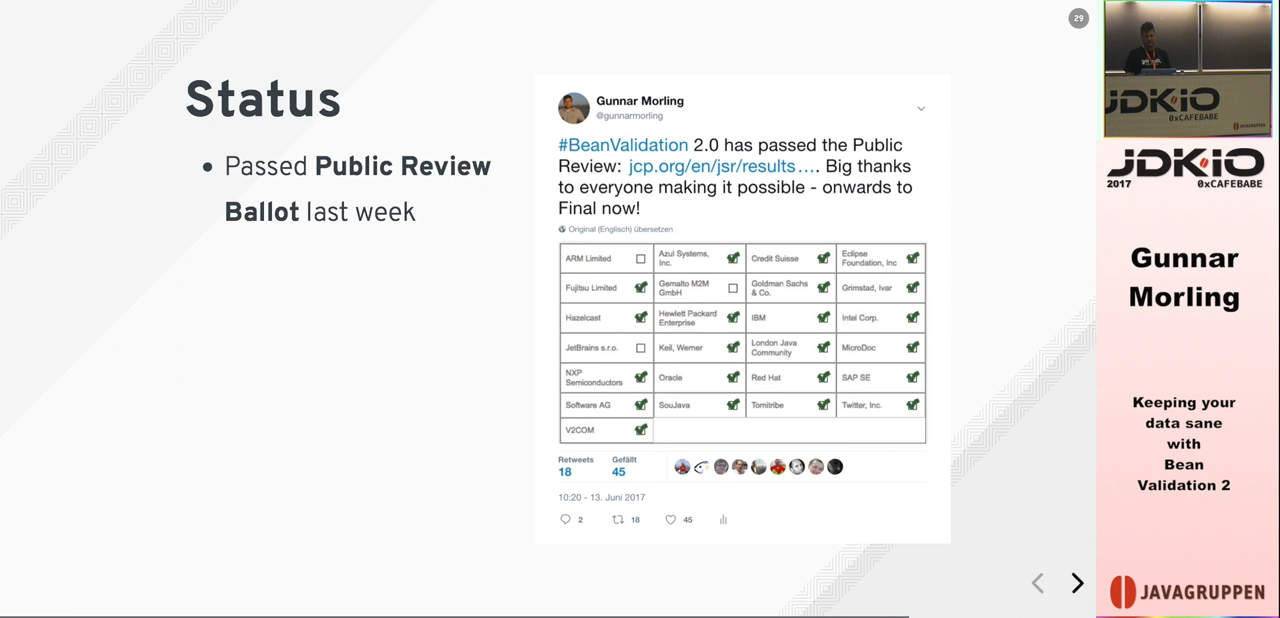 29
Status
• Passed Public Review
Ballot last week
Gunnar Morling
@gunnarmorling
#BeanValidation 2.0 has passed the Public
Review: jcp.org/en/jsr/results…. Big thanks
to everyone making it possible - onwards to
Final now!
Original (Englisch) übersetzen
ARM Limited
Azul Systems, Inc.
Credit Suisse
Eclipse Foundation, Inc
Fujitsu Limited
Gemalto M2M GmbH
Goldman Sachs & Co.
Grimstad, Ivar
Hazelcast
Hewlett Packard Enterprise
IBM
Intel Corp.
JetBrains s.r.o.
Keil, Werner
London Java Community
MicroDoc
NXP Semiconductors
Oracle
Red Hat
SAP SE
Software AG
SouJava
Tomitribe
Twitter, Inc.
V2COM
Retweets Gefällt
18 45
10:20 - 13. Juni 2017
2 18 45
JDKIO
0xCAFEBABE
JDKIO
2017 0xCAFEBABE
Gunnar
Morling
Keeping your
data sane
with
Bean
Validation 2
JAVAGRUPPEN